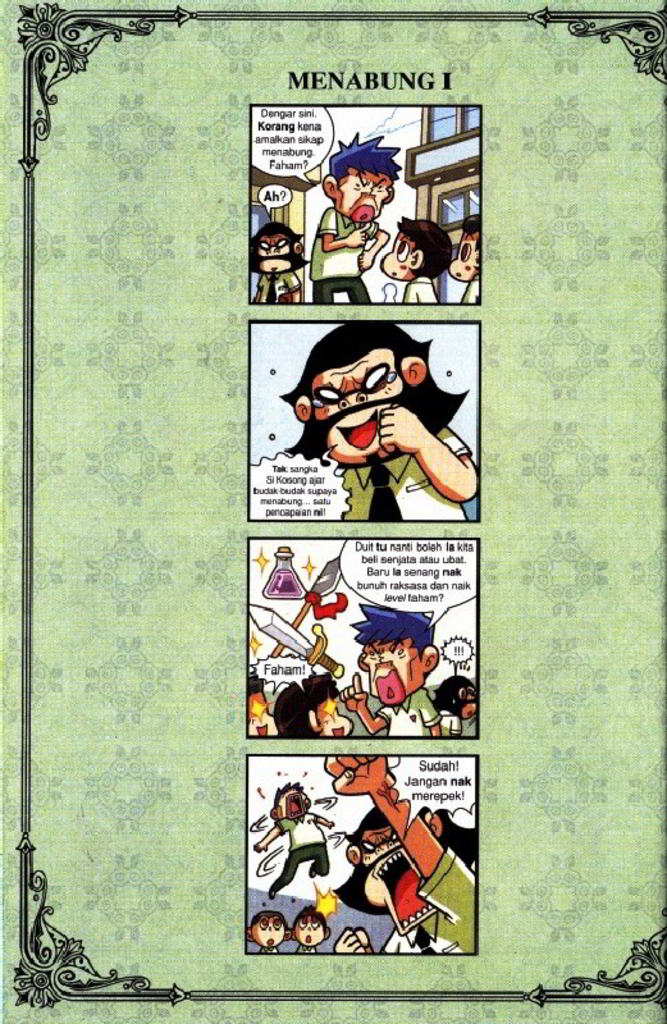 MENABUNG I
Dengar sini.
Korang kena
amalkan sikap
menabung.
Faham?
Ah?
Tak sangka
Si Kosong ajar
budak-budak supaya
menabung... satu
pencapaian ni!
Duit tu nanti boleh la kita
beli senjata atau ubat.
Baru la senang nak
bunuh raksasa dan naik
level faham?
!!!
Faham!
Sudah!
Jangan nak
merepek!